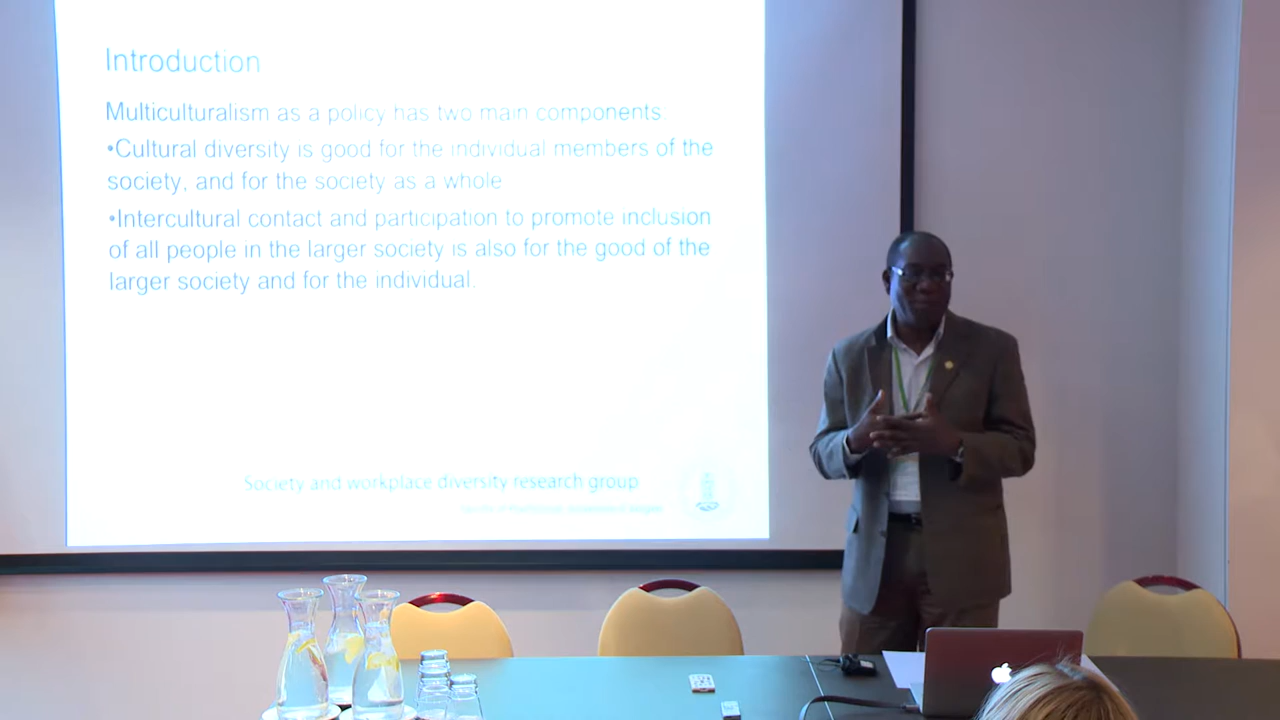 Introduction
Multiculturalism as a policy has two main components:
•Cultural diversity is good for the individual members of the
society, and for the society as a whole
•Intercultural contact and participation to promote inclusion
of all people in the larger society is also for the good of the
larger society and for the individual.
Society and workplace diversity research group